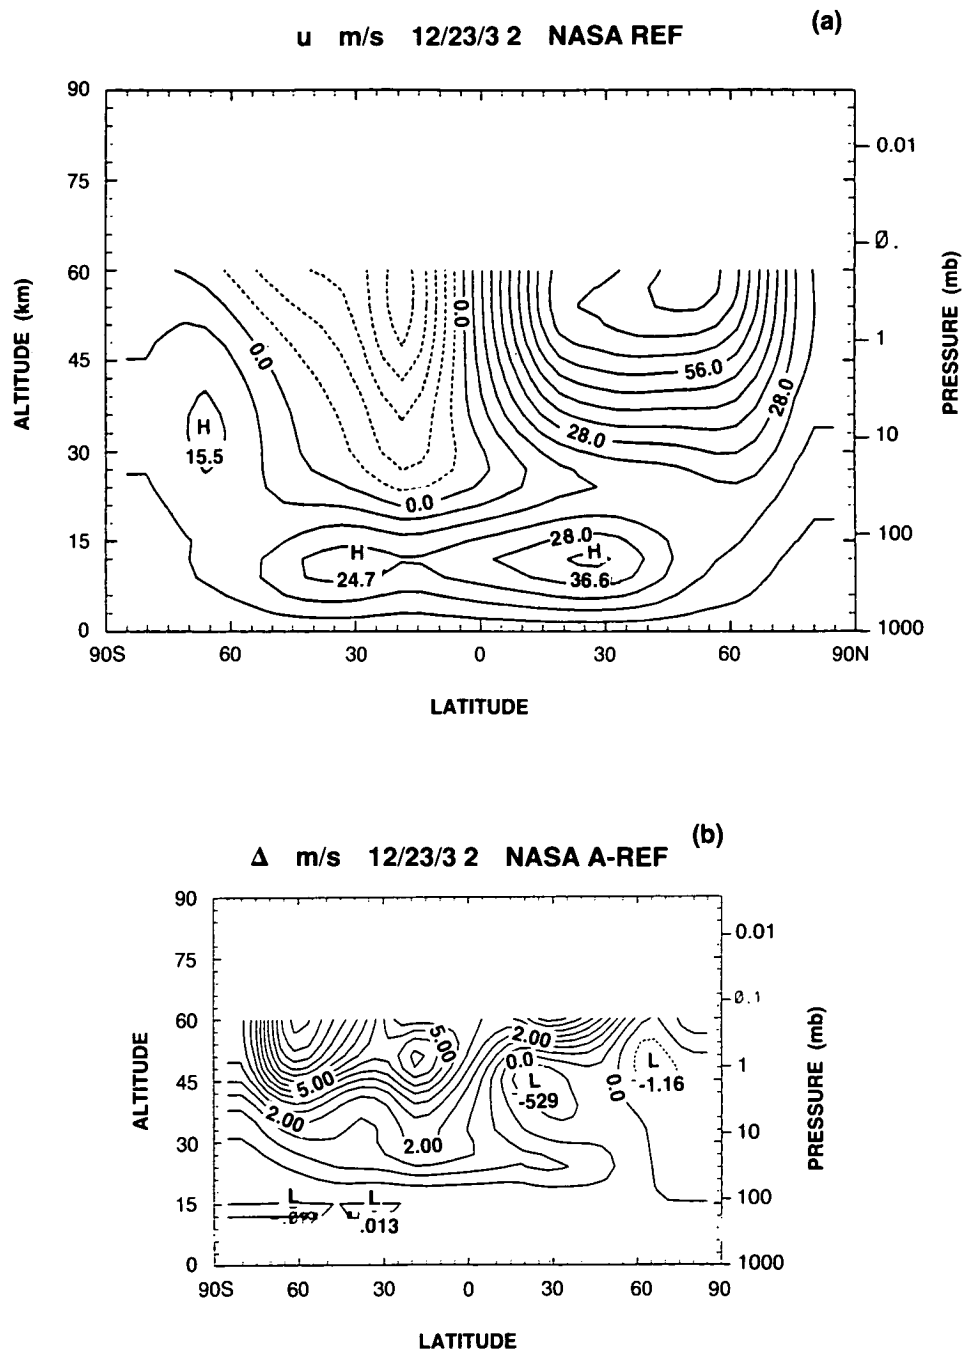 (a)
u m/s 12/23/3 2 NASA REF
90
75
60
45
30
15
0
ALTITUDE (km)
0.01
Ø.
1
10
100
1000
PRESSURE (mb)
0.0
0.0
56.0
28.0
28.0
H
15.5
0.0
28.0
H
24.7
H
36.6
90S 60 30 0 30 60 90N
LATITUDE
(b)
Δ m/s 12/23/3 2 NASA A-REF
90
75
60
45
30
15
0
ALTITUDE
0.01
Ø.1
1
10
100
1000
PRESSURE (mb)
5.00
2.00
0.0
L
-1.16
L
-529
5.00
0.0
2.00
2.00
L
L
.013
90S 60 30 0 30 60 90
LATITUDE